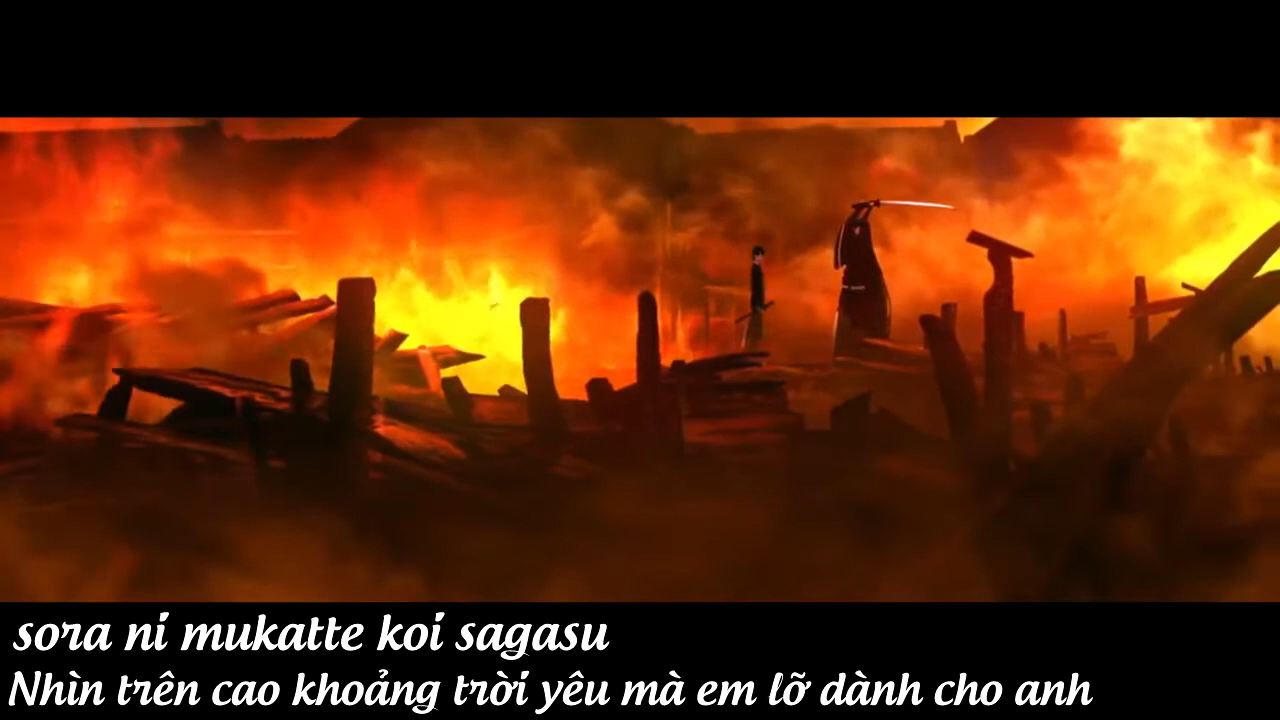 sora ni mukatte koi sagasu
Nhìn trên cao khoảng trời yêu mà em lỡ dành cho anh